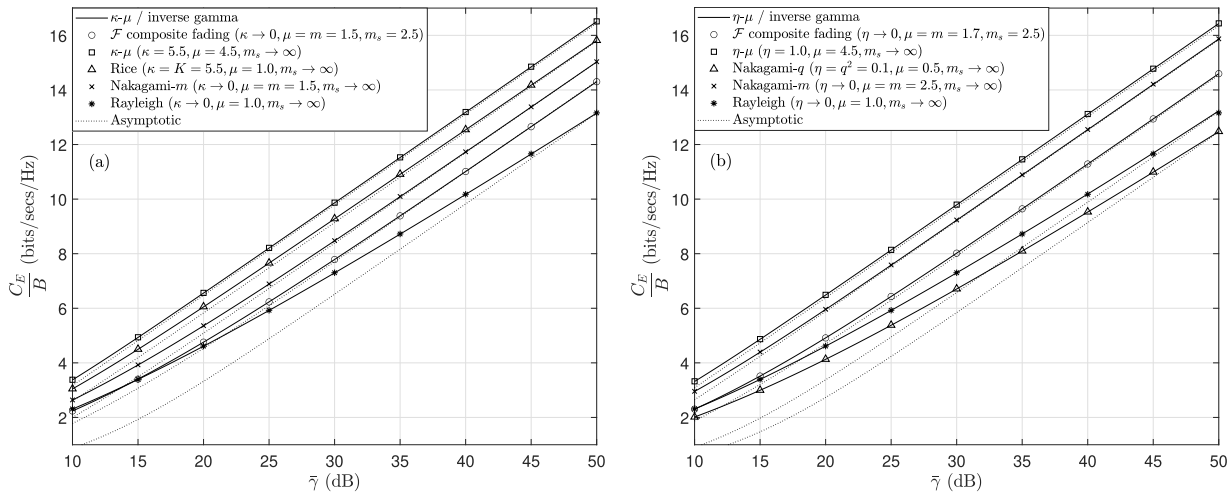 κ-μ / inverse gamma
F composite fading (κ → 0, μ = m = 1.5, m_s = 2.5)
κ-μ (κ = 5.5, μ = 4.5, m_s → ∞)
Rice (κ = K = 5.5, μ = 1.0, m_s → ∞)
Nakagami-m (κ → 0, μ = m = 1.5, m_s → ∞)
Rayleigh (κ → 0, μ = 1.0, m_s → ∞)
Asymptotic
(a)
16
14
12
10
8
6
4
2
C_E/B (bits/secs/Hz)
10 15 20 25 30 35 40 45 50
γ̄ (dB)
η-μ / inverse gamma
F composite fading (η → 0, μ = m = 1.7, m_s = 2.5)
η-μ (η = 1.0, μ = 4.5, m_s → ∞)
Nakagami-q (η = q² = 0.1, μ = 0.5, m_s → ∞)
Nakagami-m (η → 0, μ = m = 2.5, m_s → ∞)
Rayleigh (η → 0, μ = 1.0, m_s → ∞)
Asymptotic
(b)
16
14
12
10
8
6
4
2
C_E/B (bits/secs/Hz)
10 15 20 25 30 35 40 45 50
γ̄ (dB)